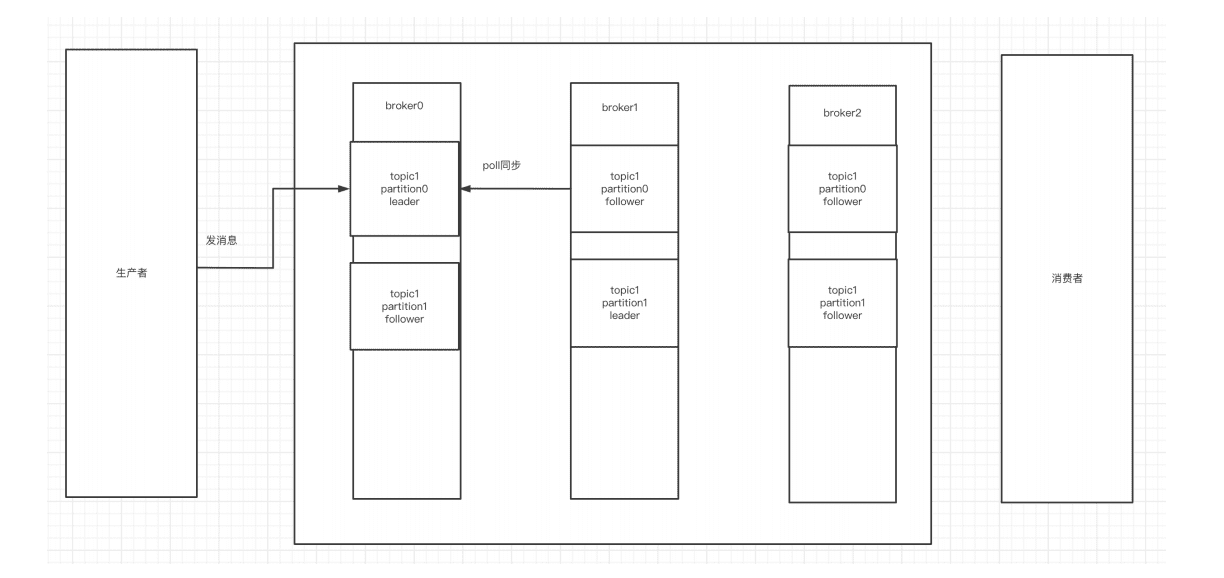 broker0
broker1
broker2
poll同步
topic1
partition0
leader
topic1
partition0
follower
topic1
partition0
follower
发消息
生产者
消费者
topic1
partition1
follower
topic1
partition1
leader
topic1
partition1
follower